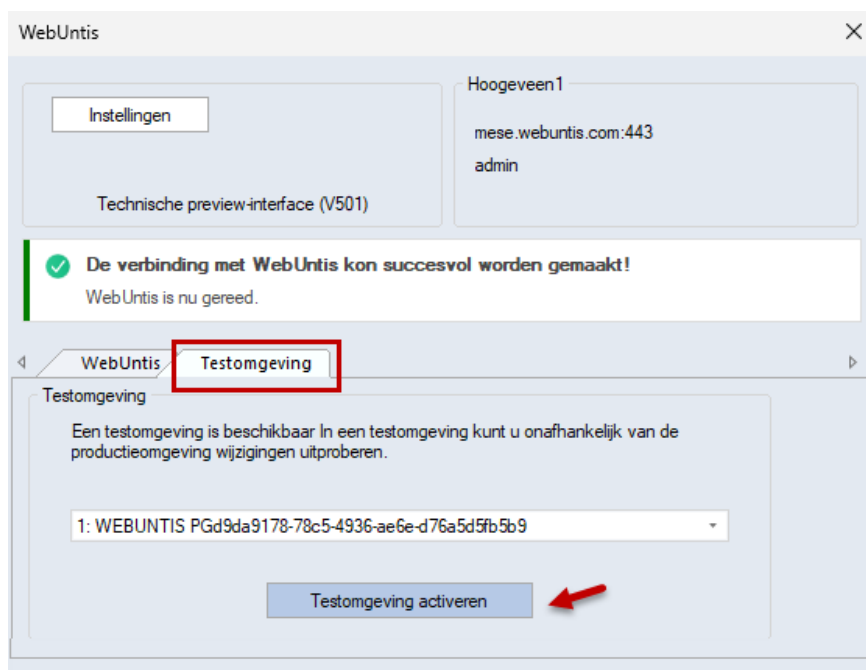 WebUntis
Instellingen
Technische preview-interface (V501)
Hoogeveen1
mese.webuntis.com:443
admin
De verbinding met WebUntis kon succesvol worden gemaakt!
WebUntis is nu gereed.
WebUntis
Testomgeving
Testomgeving
Een testomgeving is beschikbaar In een testomgeving kunt u onafhankelijk van de
productieomgeving wijzigingen uitproberen.
1: WEBUNTIS PGd9da9178-78c5-4936-ae6e-d76a5d5fb5b9
Testomgeving activeren